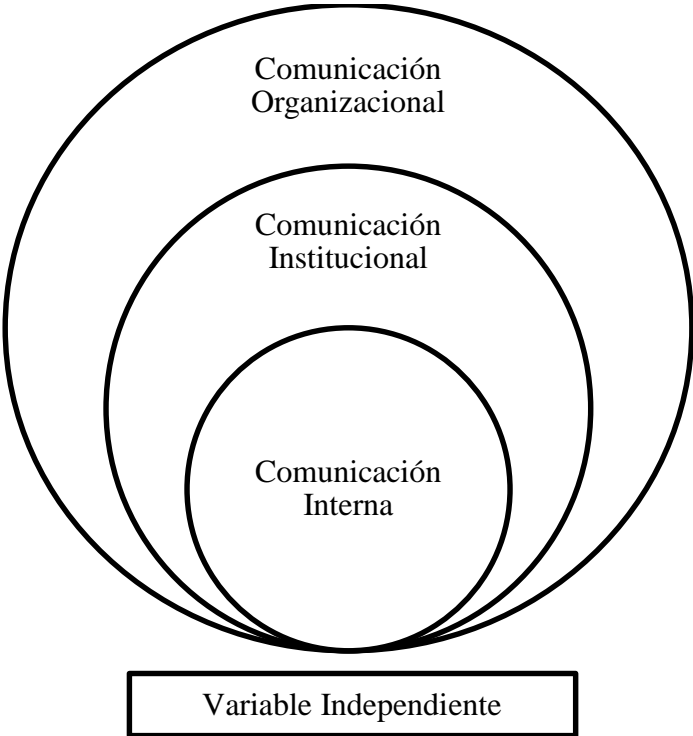 Comunicación
Organizacional
Comunicación
Institucional
Comunicación
Interna
Variable Independiente